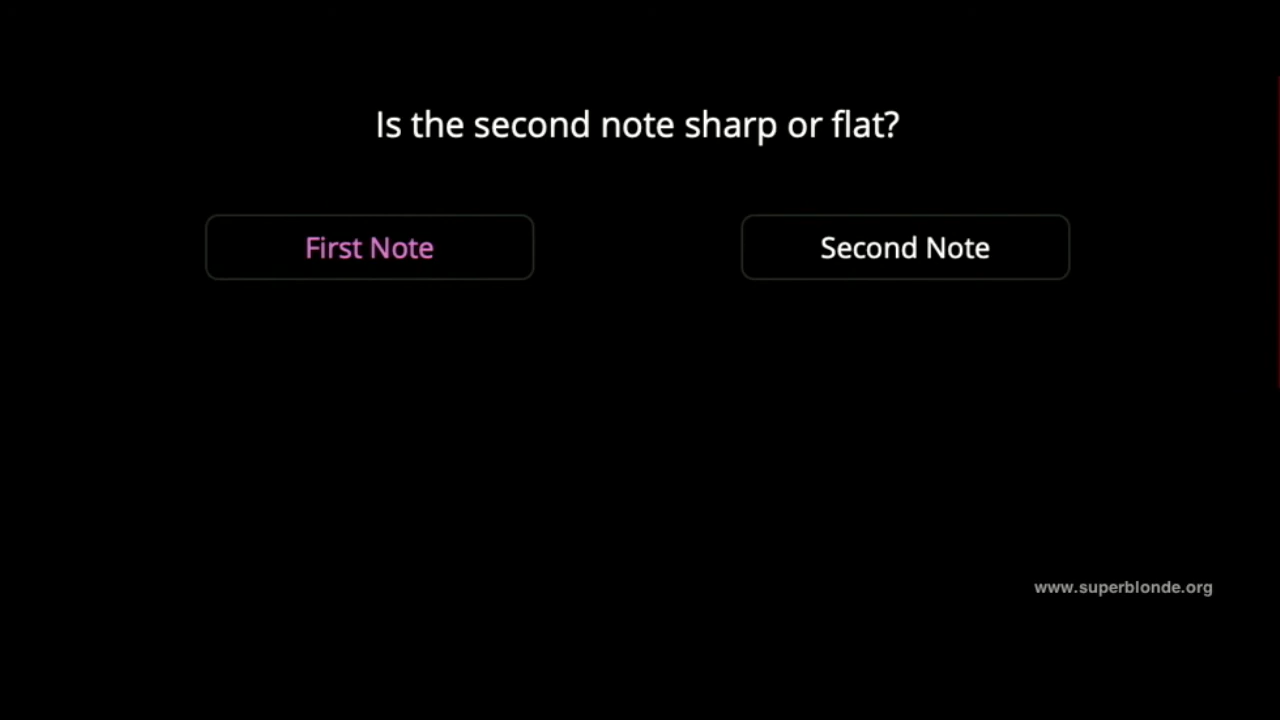 Is the second note sharp or flat?
First Note
Second Note
www.superblonde.org